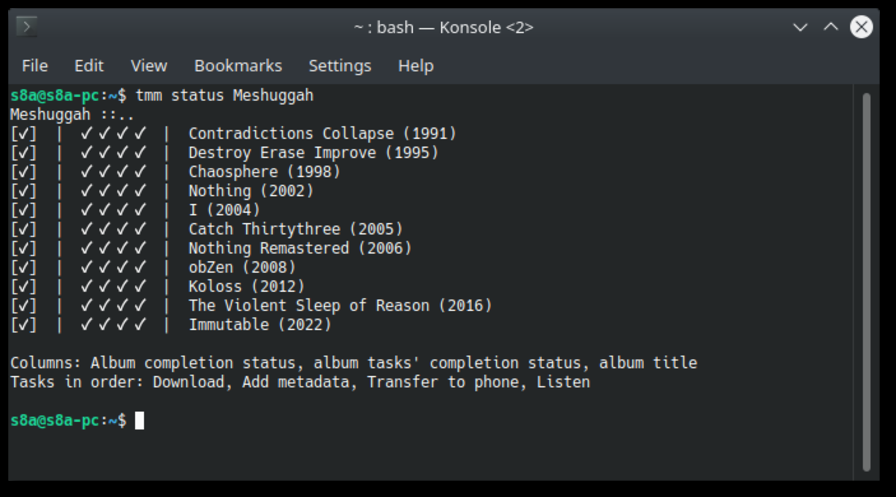 ~ : bash — Konsole <2>
File Edit View Bookmarks Settings Help
s8a@s8a-pc:~$ tmm status Meshuggah
Meshuggah ::..
[✓] | ✓ ✓ ✓ ✓ | Contradictions Collapse (1991)
[✓] | ✓ ✓ ✓ ✓ | Destroy Erase Improve (1995)
[✓] | ✓ ✓ ✓ ✓ | Chaosphere (1998)
[✓] | ✓ ✓ ✓ ✓ | Nothing (2002)
[✓] | ✓ ✓ ✓ ✓ | I (2004)
[✓] | ✓ ✓ ✓ ✓ | Catch Thirtythree (2005)
[✓] | ✓ ✓ ✓ ✓ | Nothing Remastered (2006)
[✓] | ✓ ✓ ✓ ✓ | obZen (2008)
[✓] | ✓ ✓ ✓ ✓ | Koloss (2012)
[✓] | ✓ ✓ ✓ ✓ | The Violent Sleep of Reason (2016)
[✓] | ✓ ✓ ✓ ✓ | Immutable (2022)
Columns: Album completion status, album tasks' completion status, album title
Tasks in order: Download, Add metadata, Transfer to phone, Listen
s8a@s8a-pc:~$